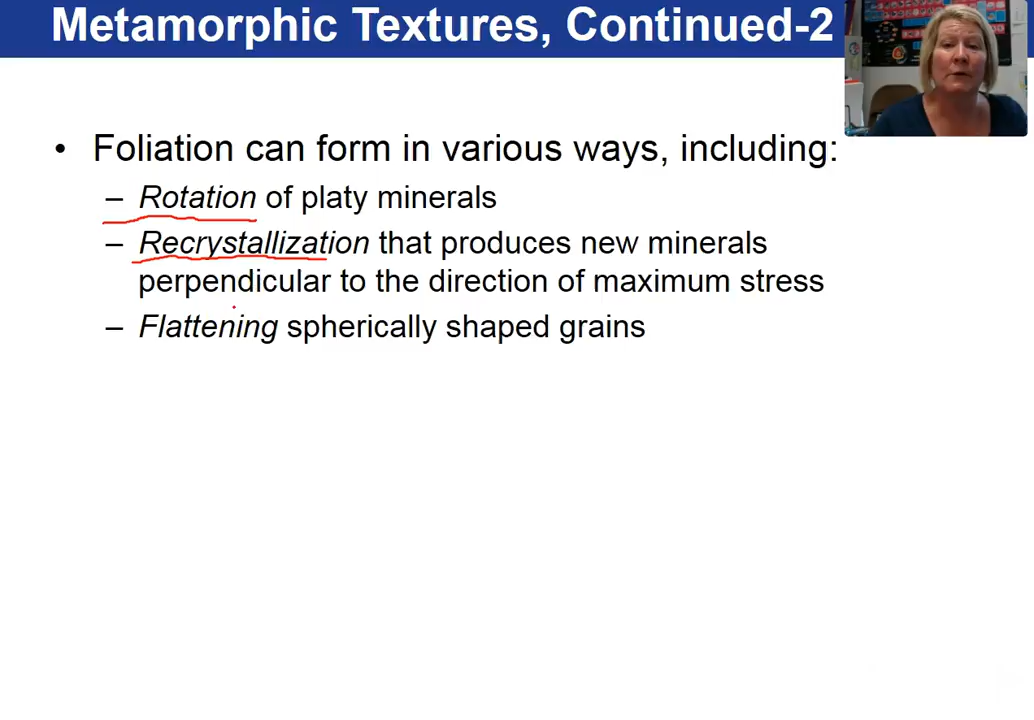 Metamorphic Textures, Continued-2
• Foliation can form in various ways, including:
– Rotation of platy minerals
– Recrystallization that produces new minerals
perpendicular to the direction of maximum stress
– Flattening spherically shaped grains